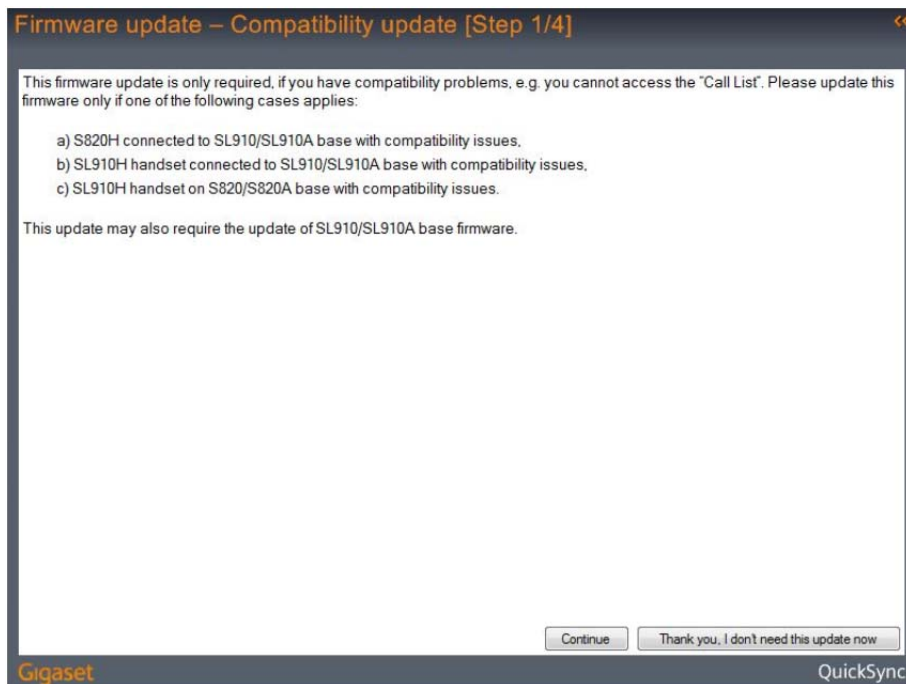 Firmware update – Compatibility update [Step 1/4]
This firmware update is only required, if you have compatibility problems, e.g. you cannot access the "Call List". Please update this
firmware only if one of the following cases applies:
a) S820H connected to SL910/SL910A base with compatibility issues,
b) SL910H handset connected to SL910/SL910A base with compatibility issues,
c) SL910H handset on S820/S820A base with compatibility issues.
This update may also require the update of SL910/SL910A base firmware.
Continue
Thank you, I don't need this update now
Gigaset
QuickSync